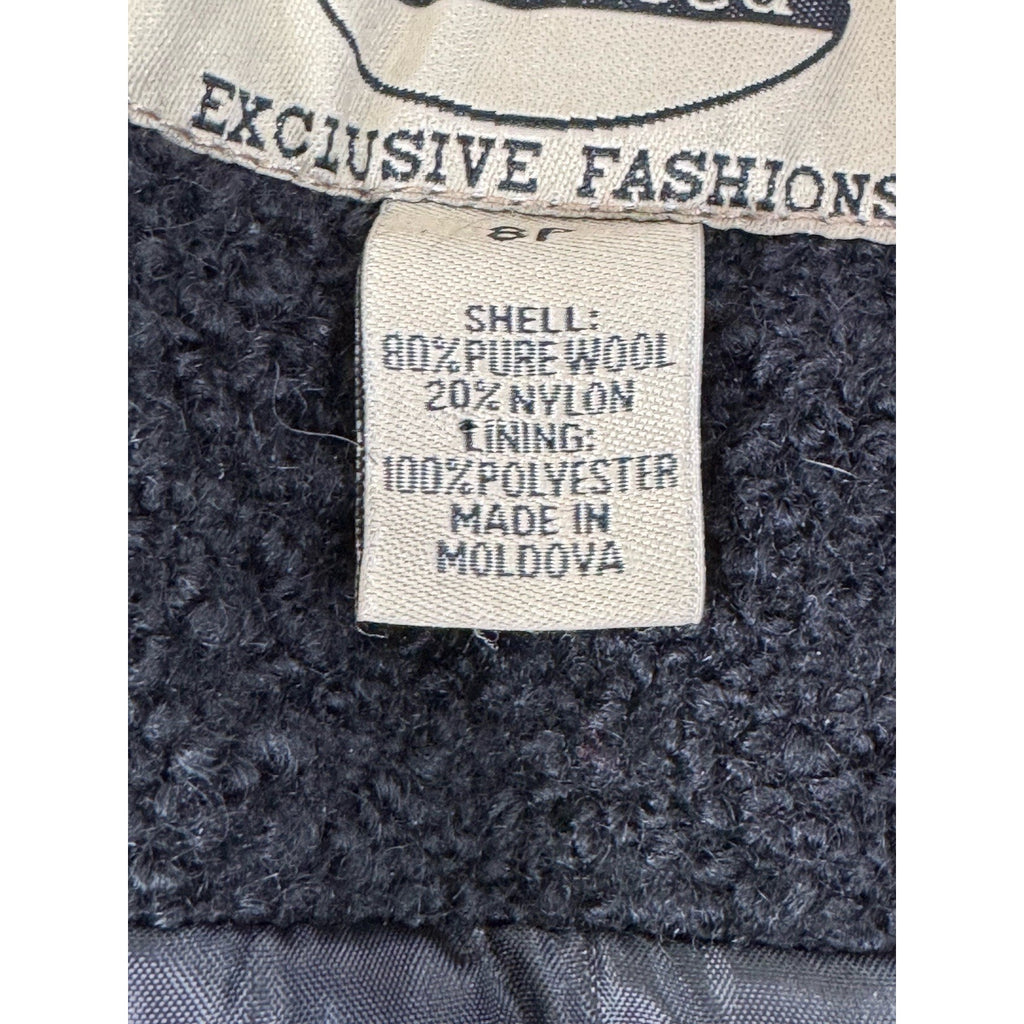 EXCLUSIVE FASHIONS
SHELL:
80% PURE WOOL
20% NYLON
LINING:
100% POLYESTER
MADE IN
MOLDOVA